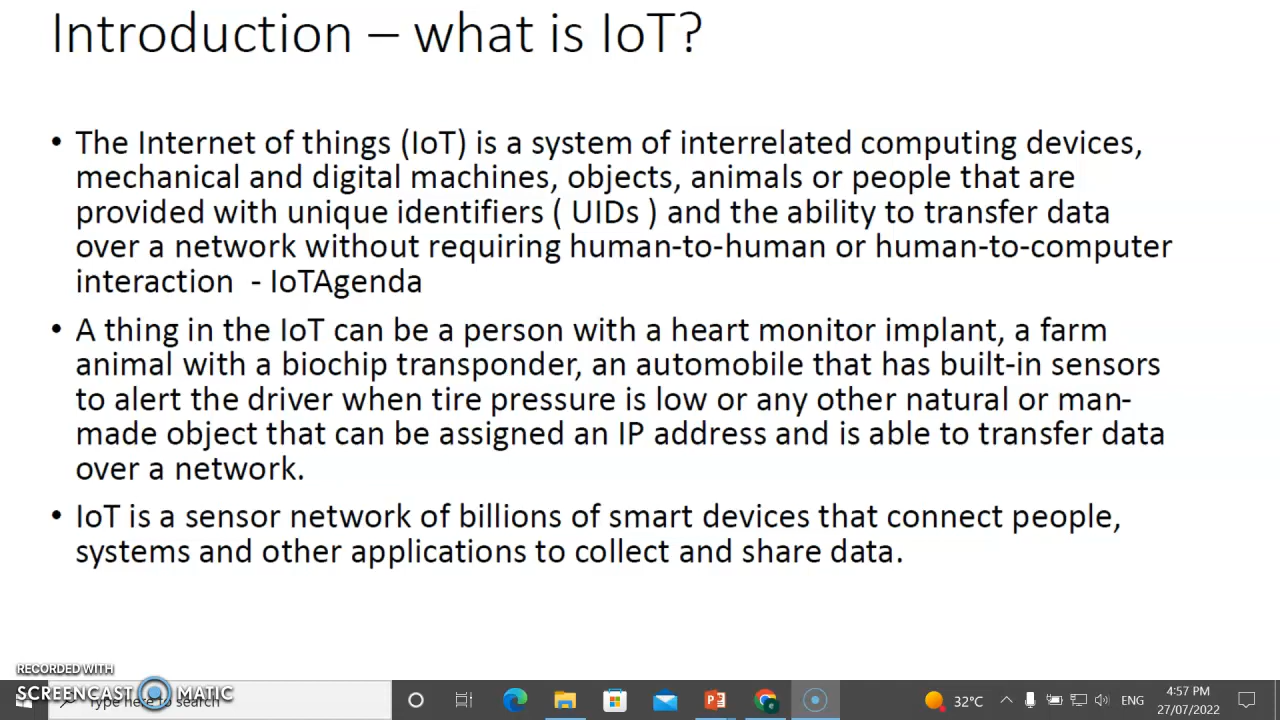 Introduction – what is IoT?
• The Internet of things (IoT) is a system of interrelated computing devices,
mechanical and digital machines, objects, animals or people that are
provided with unique identifiers ( UIDs ) and the ability to transfer data
over a network without requiring human-to-human or human-to-computer
interaction - IoTAgenda
• A thing in the IoT can be a person with a heart monitor implant, a farm
animal with a biochip transponder, an automobile that has built-in sensors
to alert the driver when tire pressure is low or any other natural or man-
made object that can be assigned an IP address and is able to transfer data
over a network.
• IoT is a sensor network of billions of smart devices that connect people,
systems and other applications to collect and share data.
RECORDED WITH
SCREENCAST MATIC
Type here to search
32°C
ENG
4:57 PM
27/07/2022